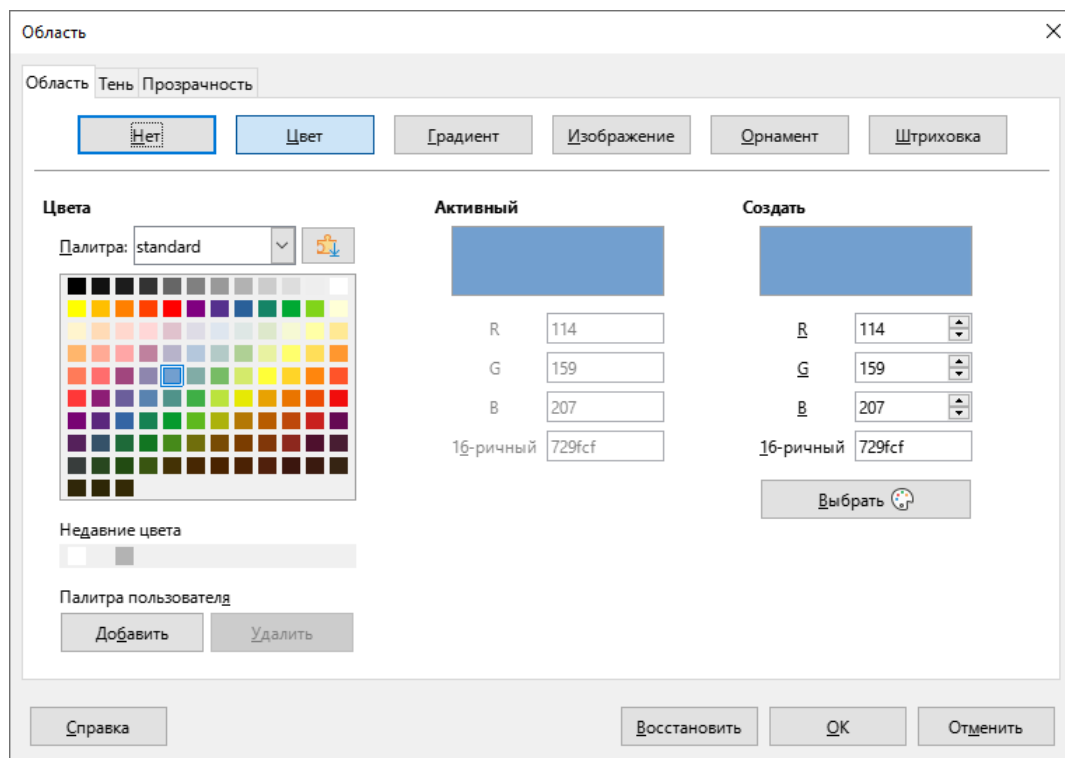 Область
Область Тень Прозрачность
Нет Цвет Градиент Изображение Орнамент Штриховка
Цвета Активный Создать
Палитра: standard
R 114 R 114
G 159 G 159
B 207 B 207
16-ричный 729fcf 16-ричный 729fcf
Выбрать
Недавние цвета
Палитра пользователя
Добавить Удалить
Справка Восстановить OK Отменить